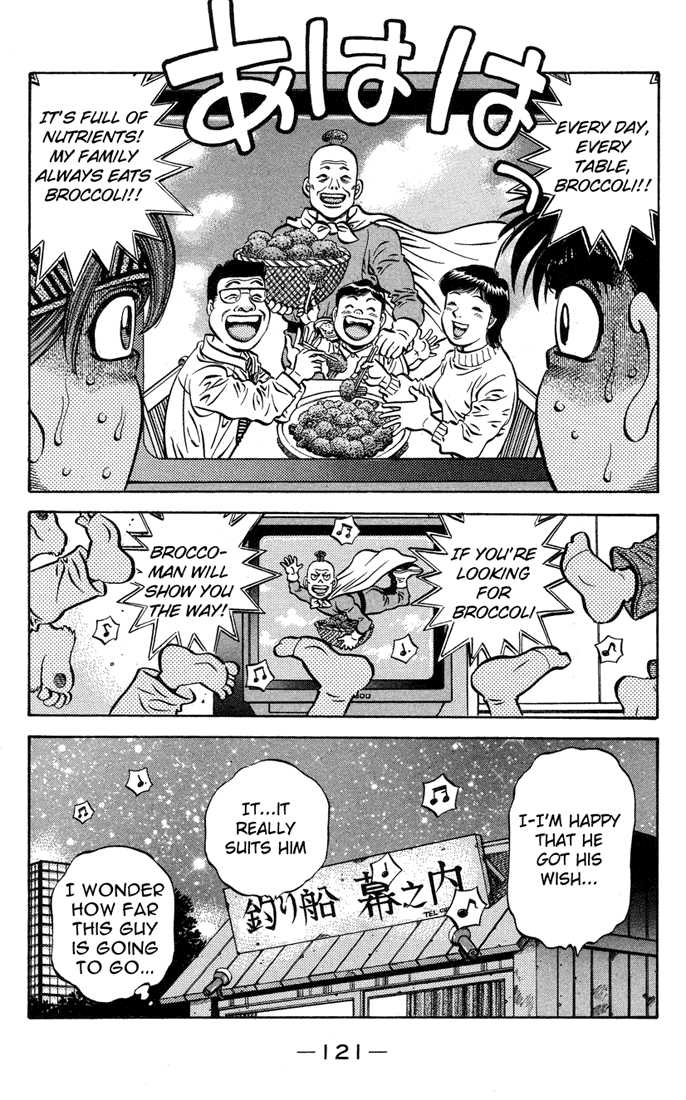 あははっ
EVERY DAY,
EVERY
TABLE,
BROCCOLI!!
IT'S FULL OF
NUTRIENTS!
MY FAMILY
ALWAYS EATS
BROCCOLI!!
IF YOU'RE
LOOKING
FOR
BROCCOLI
BROCCO-
MAN WILL
SHOW YOU
THE WAY!
I-I'M HAPPY
THAT HE
GOT HIS
WISH...
IT...IT
REALLY
SUITS HIM
釣り船 幕之内
TEL
I WONDER
HOW FAR
THIS GUY
IS GOING
TO GO...
—121—